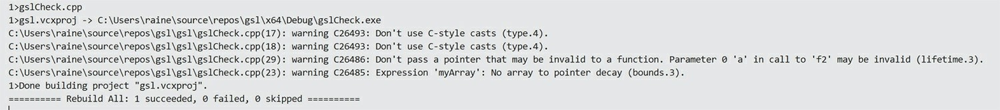 1>gslCheck.cpp
1>gsl.vcxproj -> C:\Users\raine\source\repos\gsl\x64\Debug\gslCheck.exe
C:\Users\raine\source\repos\gsl\gsl\gslCheck.cpp(17): warning C26493: Don't use C-style casts (type.4).
C:\Users\raine\source\repos\gsl\gsl\gslCheck.cpp(18): warning C26493: Don't use C-style casts (type.4).
C:\Users\raine\source\repos\gsl\gsl\gslCheck.cpp(29): warning C26486: Don't pass a pointer that may be invalid to a function. Parameter 0 'a' in call to 'f2' may be invalid (lifetime.3).
C:\Users\raine\source\repos\gsl\gsl\gslCheck.cpp(23): warning C26485: Expression 'myArray': No array to pointer decay (bounds.3).
1>Done building project "gsl.vcxproj".
========== Rebuild All: 1 succeeded, 0 failed, 0 skipped ==========